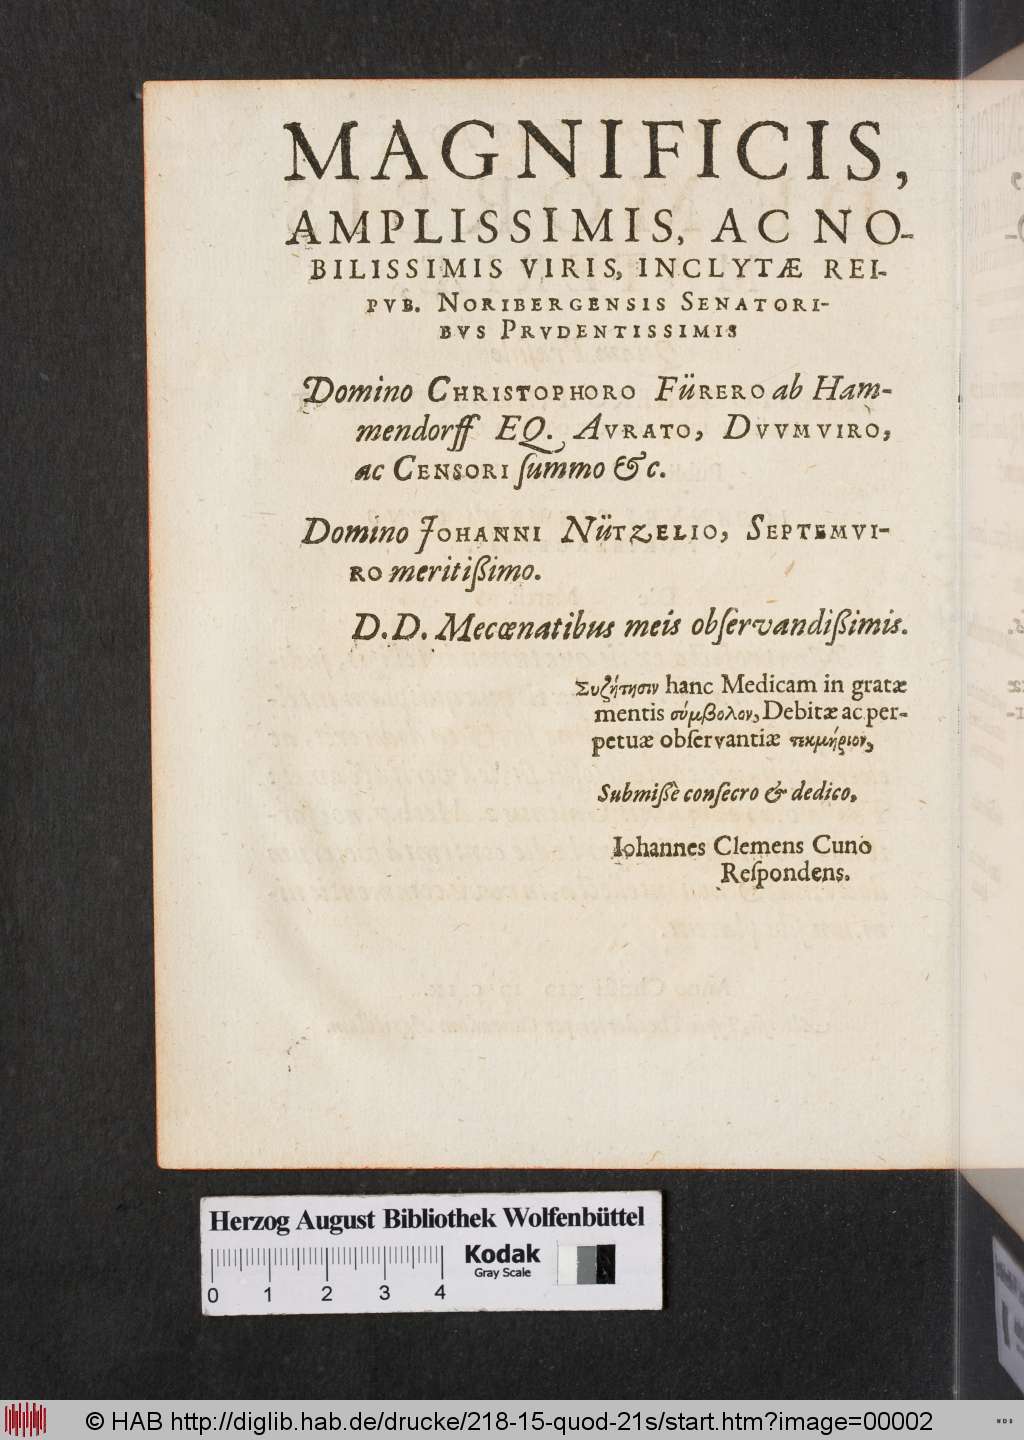 MAGNIFICIS,
AMPLISSIMIS, AC NO-
BILISSIMIS VIRIS, INCLYTÆ REI-
PVB. NORIBERGENSIS SENATORI-
BVS PRVDENTISSIMIS
Domino CHRISTOPHORO FÜRERO ab Ham-
mendorff EQ. AVRATO, DVVMVIRO,
ac CENSORI ſummo &c.
Domino JOHANNI NÜTZELIO, SEPTEMVI-
RO meritißimo.
D.D. Mecœnatibus meis obſervandißimis.
Συζήτησιν hanc Medicam in gratæ
mentis σύμβολον, Debitæ ac per-
petuæ obſervantiæ τεκμήριον,
Submißè conſecro & dedico,
Iohannes Clemens Cuno
Reſpondens.
Herzog August Bibliothek Wolfenbüttel
Kodak
Gray Scale
0 1 2 3 4
© HAB http://diglib.hab.de/drucke/218-15-quod-21s/start.htm?image=00002